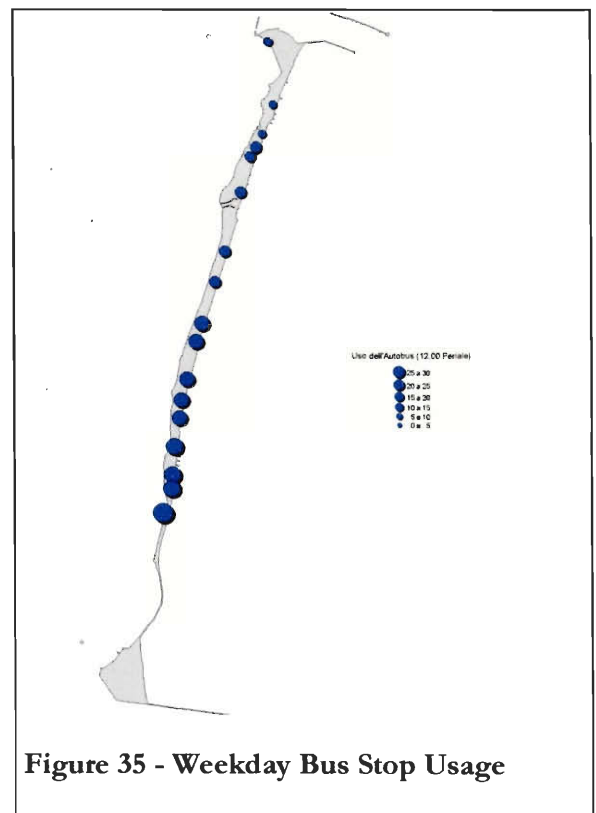 Uso dell'Autobus (12.00 Feriale)
25 a 30
20 a 25
15 a 20
10 a 15
5 a 10
0 a 5
Figure 35 - Weekday Bus Stop Usage